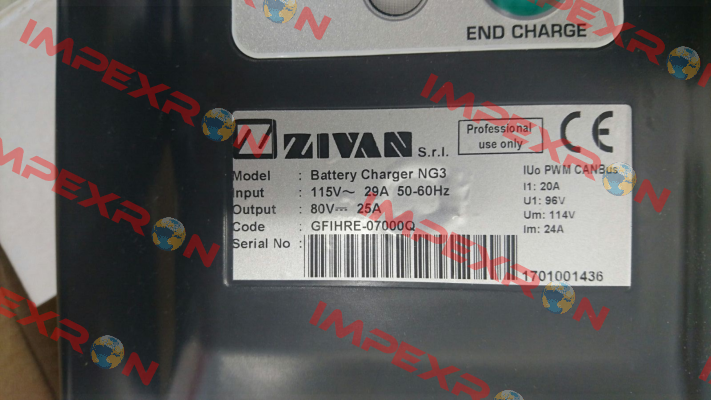 END CHARGE
ZIVAN S.r.l.
Professional
use only
CE
Model : Battery Charger NG3
Input : 115V~ 29A 50-60Hz
Output : 80V⎓ 25A
Code : GFIHRE-07000Q
Serial No :
1701001436
IUo PWM CANBus
I1: 20A
U1: 96V
Um: 114V
Im: 24A
IMPEXRON
IMPEXRON
IMPEXRON
IMPEXRON
IMPEXRON
IMPEXRON